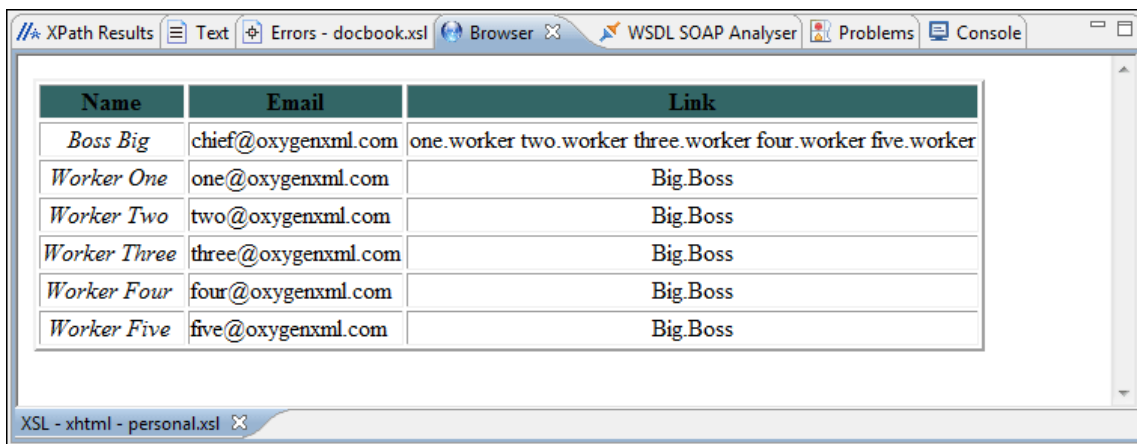 XPath Results Text Errors - docbook.xsl Browser WSDL SOAP Analyser Problems Console
Name Email Link
Boss Big chief@oxygenxml.com one.worker two.worker three.worker four.worker five.worker
Worker One one@oxygenxml.com Big.Boss
Worker Two two@oxygenxml.com Big.Boss
Worker Three three@oxygenxml.com Big.Boss
Worker Four four@oxygenxml.com Big.Boss
Worker Five five@oxygenxml.com Big.Boss
XSL - xhtml - personal.xsl